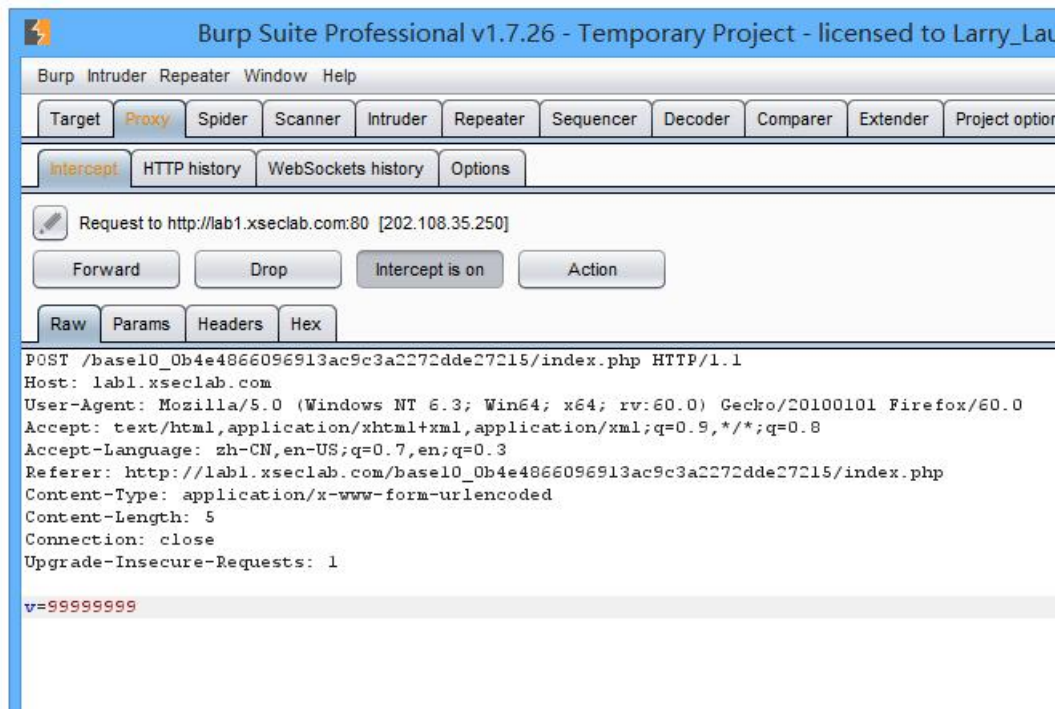 Burp Suite Professional v1.7.26 - Temporary Project - licensed to Larry_Lau
Burp Intruder Repeater Window Help
Target Proxy Spider Scanner Intruder Repeater Sequencer Decoder Comparer Extender Project option
Intercept HTTP history WebSockets history Options
Request to http://lab1.xseclab.com:80 [202.108.35.250]
Forward Drop Intercept is on Action
Raw Params Headers Hex
POST /base10_0b4e4866096913ac9c3a2272dde27215/index.php HTTP/1.1
Host: lab1.xseclab.com
User-Agent: Mozilla/5.0 (Windows NT 6.3; Win64; x64; rv:60.0) Gecko/20100101 Firefox/60.0
Accept: text/html,application/xhtml+xml,application/xml;q=0.9,*/*;q=0.8
Accept-Language: zh-CN,en-US;q=0.7,en;q=0.3
Referer: http://lab1.xseclab.com/base10_0b4e4866096913ac9c3a2272dde27215/index.php
Content-Type: application/x-www-form-urlencoded
Content-Length: 5
Connection: close
Upgrade-Insecure-Requests: 1
v=99999999